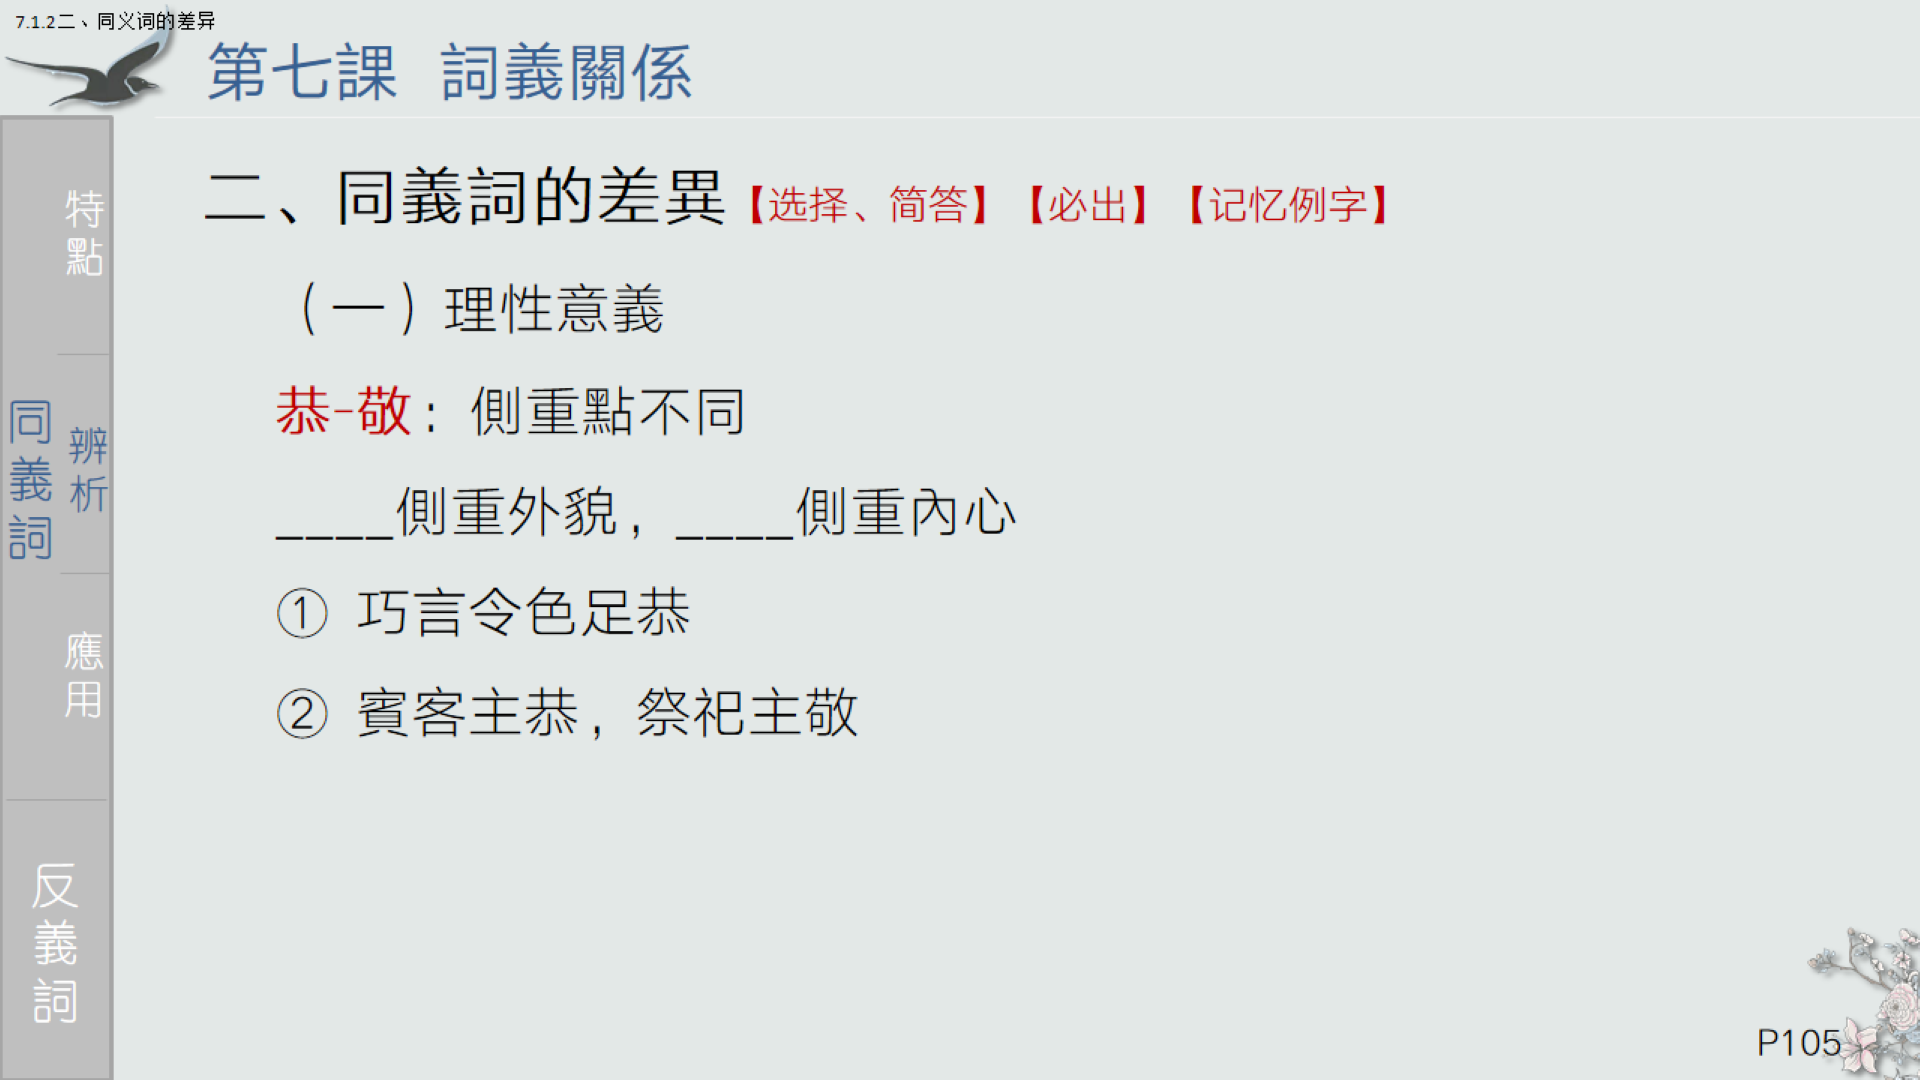 7.1.2二、同义词的差异
第七課 詞義關係
特點
同義詞
辨析
應用
反義詞
二、同義詞的差異【选择、简答】【必出】【记忆例字】
（一）理性意義
恭-敬：側重點不同
____側重外貌，____側重內心
① 巧言令色足恭
② 賓客主恭，祭祀主敬
P105